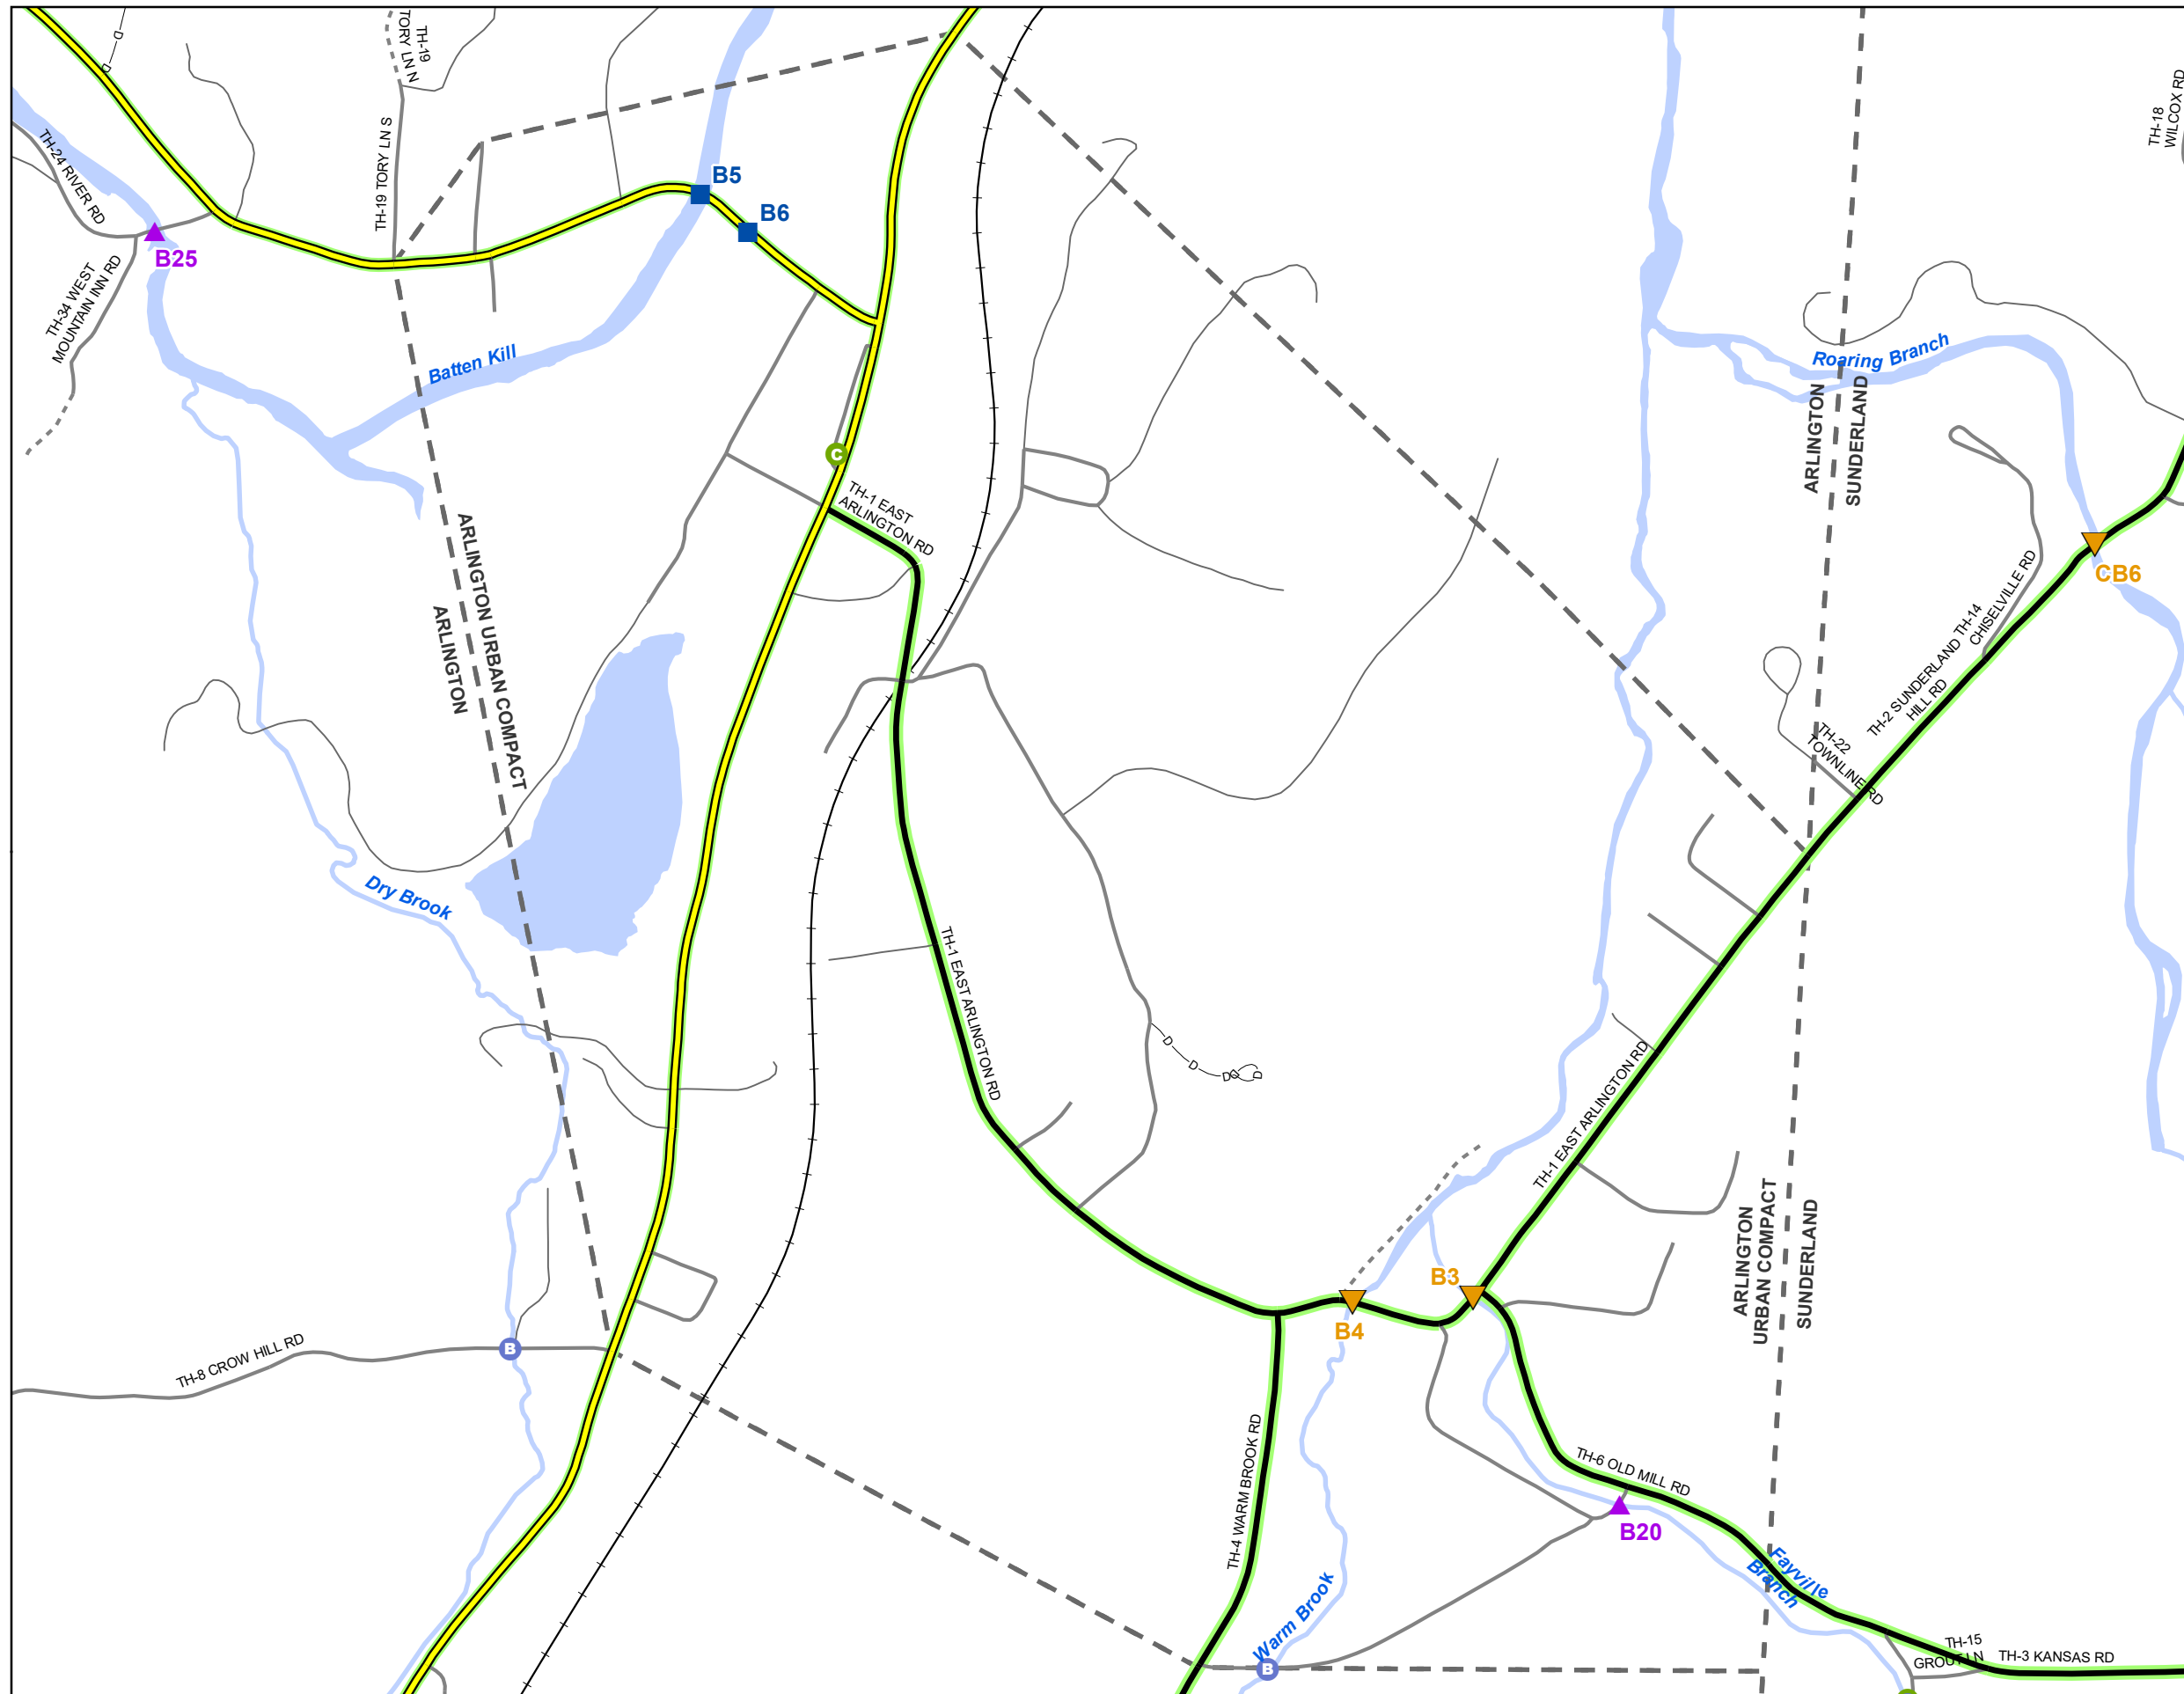 D
D
TH-19
TORY LN N
TH-18
WILCOX RD
TH-24 RIVER RD
TH-19 TORY LN S
B5
B6
B25
TH-34 WEST
MOUNTAIN INN RD
Batten Kill
Roaring Branch
ARLINGTON
SUNDERLAND
C
TH-1 EAST
ARLINGTON RD
ARLINGTON URBAN COMPACT
ARLINGTON
CB6
TH-14
CHISELVILLE RD
TH-2 SUNDERLAND
HILL RD
TH-22
TOWNLINE RD
Dry Brook
TH-1 EAST ARLINGTON RD
D
D
D
D
D
TH-1 EAST ARLINGTON RD
ARLINGTON
URBAN COMPACT
SUNDERLAND
B3
B4
B
TH-8 CROW HILL RD
TH-4 WARM BROOK RD
TH-6 OLD MILL RD
B20
Fayville
Branch
Warm Brook
B
TH-15
GROUT LN
TH-3 KANSAS RD